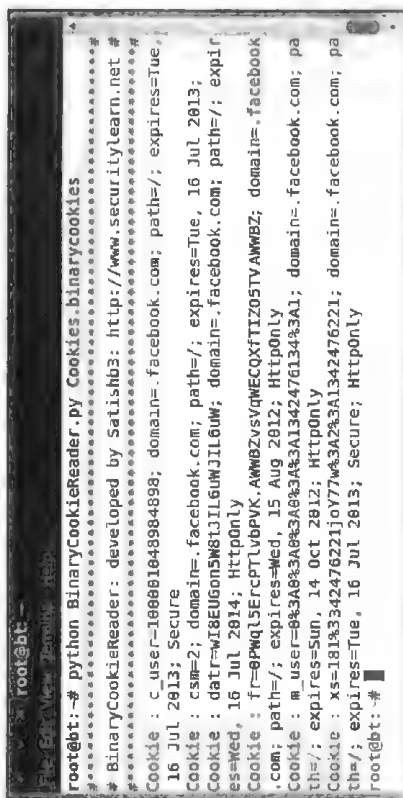 root@bt: ~
File Edit View Terminal Help
root@bt:~# python BinaryCookieReader.py Cookies.binarycookies
#*************************************************************************#
# BinaryCookieReader: developed by Satishb3: http://www.securitylearn.net #
#*************************************************************************#
Cookie : c_user=100001048984898; domain=.facebook.com; path=/; expires=Tue,
16 Jul 2013; Secure
Cookie : csm=2; domain=.facebook.com; path=/; expires=Tue, 16 Jul 2013;
Cookie : datr=wI8EUGon5W8tJIL6uWJIL6uW; domain=.facebook.com; path=/; expir
es=Wed, 16 Jul 2014; HttpOnly
Cookie : domain=.facebook
.com; path=/; expires=Wed, 15 Aug 2012; HttpOnly
Cookie : m_user=0%3A0%3A0%3A0%3A%3A1342476134%3A1; domain=.facebook.com; pa
th=/; expires=Sun, 14 Oct 2012; HttpOnly
Cookie : xs=181%3342476221joY77w%3A2%3A1342476221; domain=.facebook.com; pa
th=/; expires=Tue, 16 Jul 2013; Secure; HttpOnly
root@bt:~#